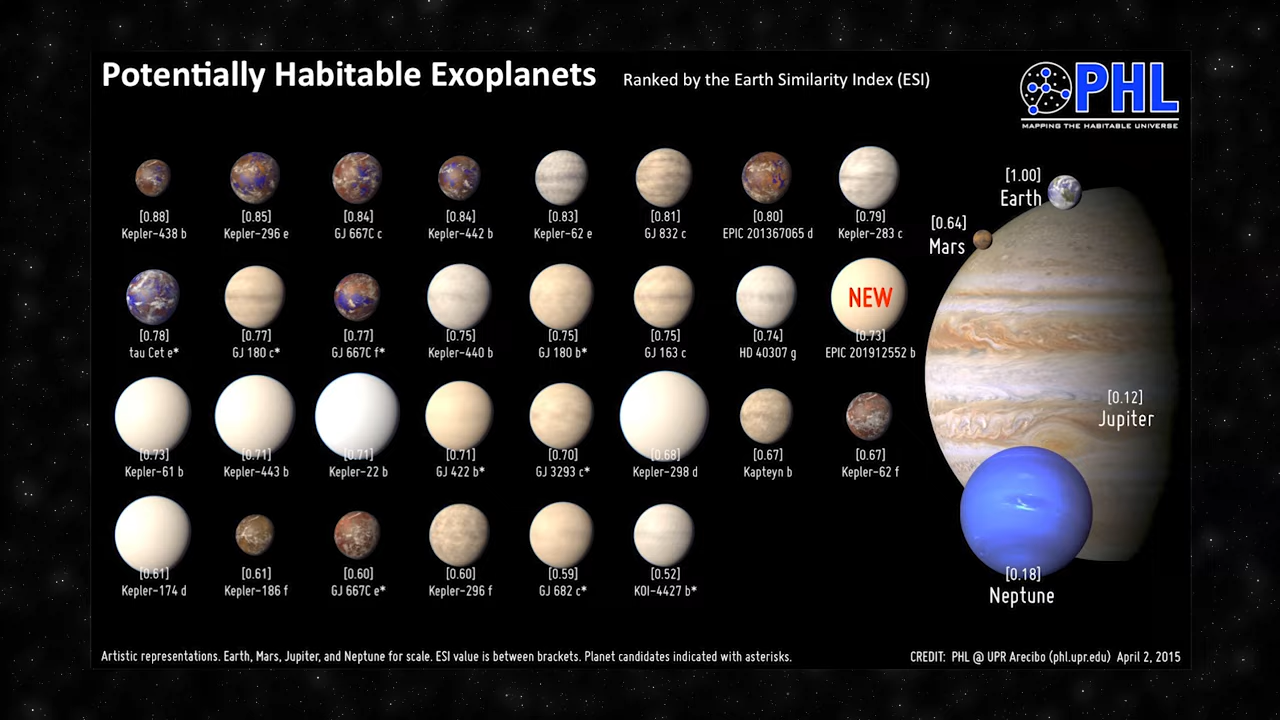 Potentially Habitable Exoplanets
Ranked by the Earth Similarity Index (ESI)
PHL
MAPPING THE HABITABLE UNIVERSE
[0.88] [0.85] [0.84] [0.84] [0.83] [0.81] [0.80] [0.79]
Kepler-438 b Kepler-296 e GJ 667C c Kepler-442 b Kepler-62 e GJ 832 c EPIC 201367065 d Kepler-283 c
NEW
[0.78] [0.77] [0.77] [0.75] [0.75] [0.75] [0.74] [0.73]
tau Cet e* GJ 180 c* GJ 667C f* Kepler-440 b GJ 180 b* GJ 163 c HD 40307 g EPIC 201912552 b
[0.73] [0.71] [0.71] [0.71] [0.70] [0.68] [0.67] [0.67]
Kepler-61 b Kepler-443 b Kepler-22 b GJ 422 b* GJ 3293 c* Kepler-298 d Kapteyn b Kepler-62 f
[0.61] [0.61] [0.60] [0.60] [0.59] [0.52]
Kepler-174 d Kepler-186 f GJ 667C e* Kepler-296 f GJ 682 c* KOI-4427 b*
[1.00]
Earth
[0.64]
Mars
[0.12]
Jupiter
[0.18]
Neptune
Artistic representations. Earth, Mars, Jupiter, and Neptune for scale. ESI value is between brackets. Planet candidates indicated with asterisks.
CREDIT: PHL @ UPR Arecibo (phl.upr.edu) April 2, 2015